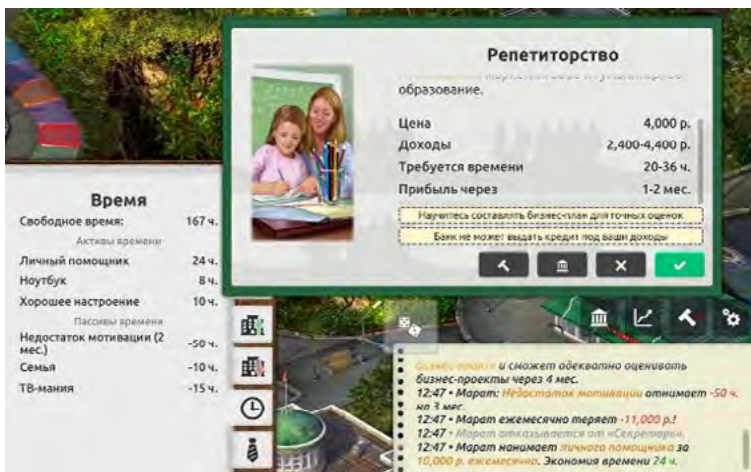 Репетиторство
образование.
Цена 4,000 р.
Доходы 2,400-4,400 р.
Требуется времени 20-36 ч.
Прибыль через 1-2 мес.
Научитесь составлять бизнес-план для точных оценок
Банк не может выдать кредит под ваши доходы
Время
Свободное время: 167 ч.
Активы времени
Личный помощник 24 ч.
Ноутбук 8 ч.
Хорошее настроение 10 ч.
Пассивы времени
Недостаток мотивации (2
мес.) -50 ч.
Семья -10 ч.
ТВ-мания -15 ч.
и сможет адекватно оценивать
бизнес-проекты через 4 мес.
12:47 • Марат: Недостаток мотивации отнимает -50 ч.
на 3 мес.
12:47 • Марат ежемесячно теряет -11,000 р.!
12:47 • Марат отказывается от «Секретарь».
12:47 • Марат нанимает личного помощника за
10,000 р. ежемесячно. Экономия времени 24 ч.